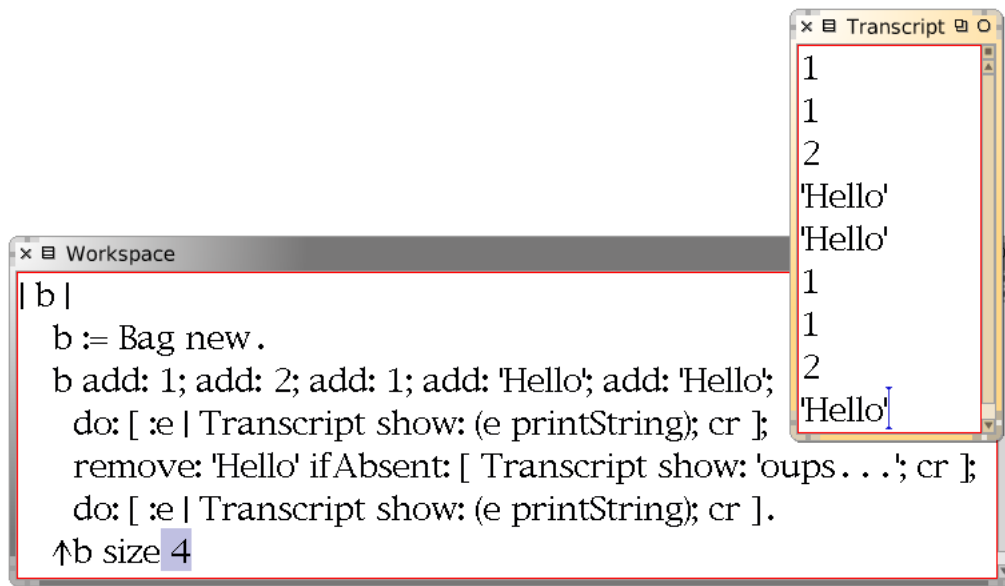 Transcript
1
1
2
'Hello'
'Hello'
1
1
2
'Hello'
Workspace
| b |
b := Bag new.
b add: 1; add: 2; add: 1; add: 'Hello'; add: 'Hello';
do: [ :e | Transcript show: (e printString); cr ];
remove: 'Hello' ifAbsent: [ Transcript show: 'oups...'; cr ];
do: [ :e | Transcript show: (e printString); cr ].
↑b size 4